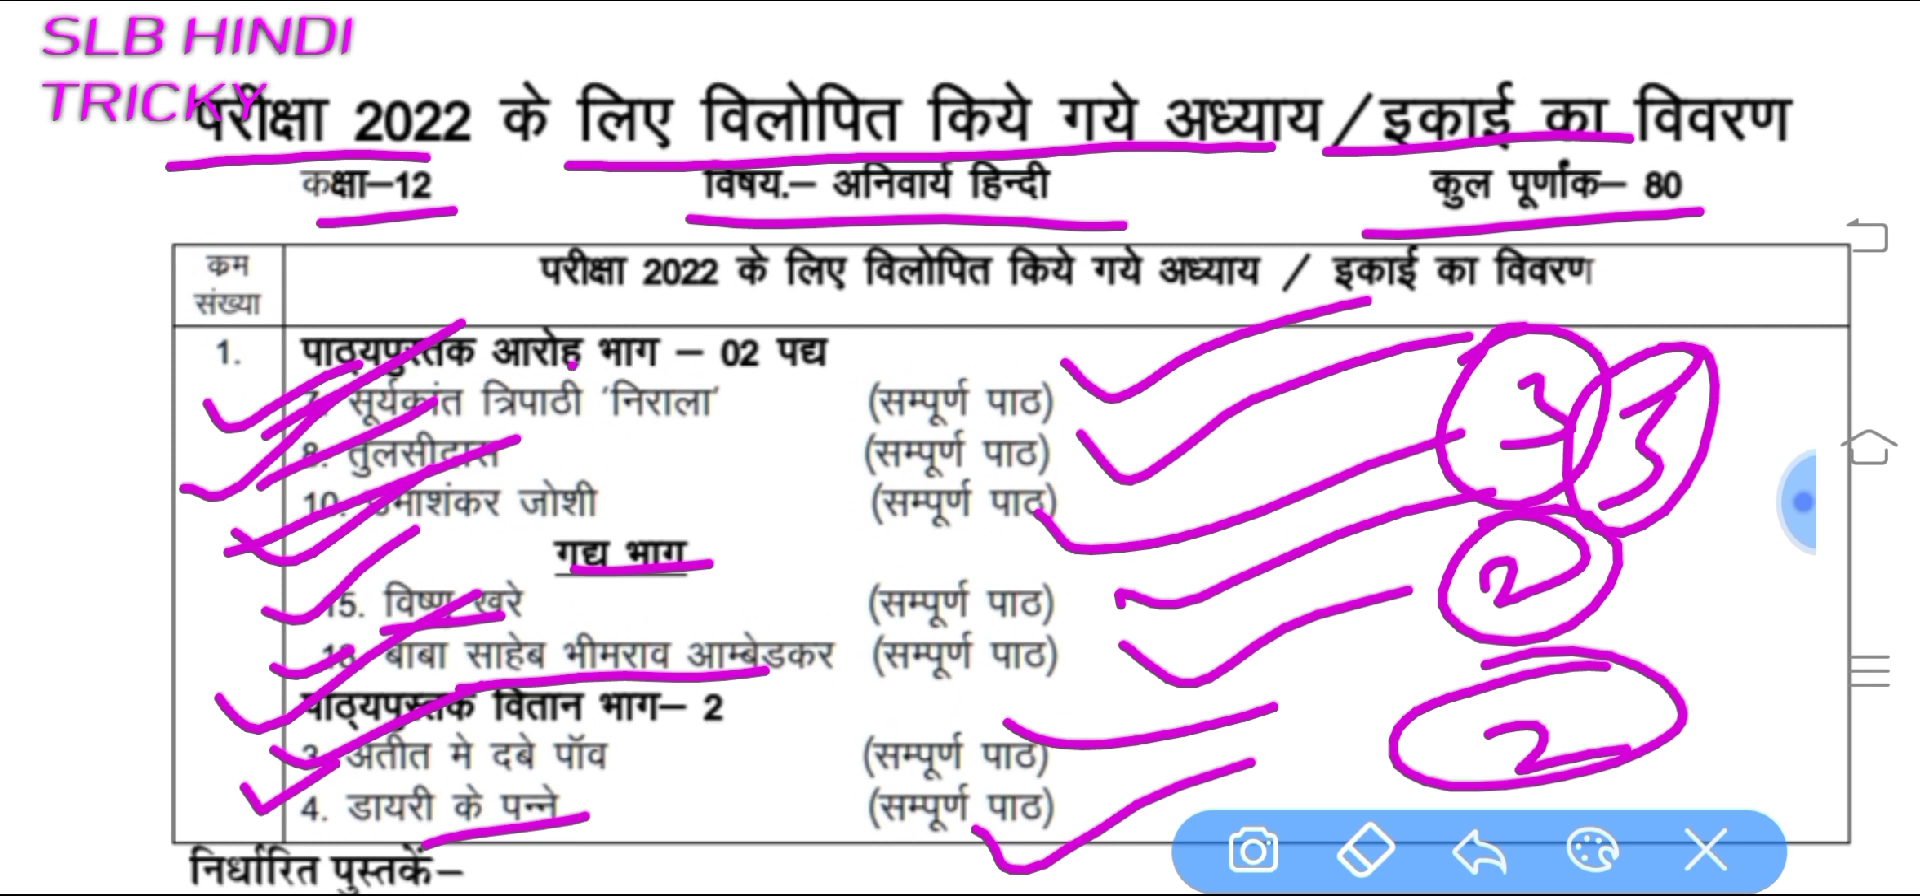 SLB HINDI
TRICKY
परीक्षा 2022 के लिए विलोपित किये गये अध्याय/इकाई का विवरण
कक्षा–12 विषय.– अनिवार्य हिन्दी कुल पूर्णांक– 80
कम संख्या परीक्षा 2022 के लिए विलोपित किये गये अध्याय / इकाई का विवरण
1. पाठ्यपुस्तक आरोह भाग – 02 पद्य
7. सूर्यकांत त्रिपाठी 'निराला' (सम्पूर्ण पाठ)
8. तुलसीदास (सम्पूर्ण पाठ)
10. उमाशंकर जोशी (सम्पूर्ण पाठ)
3
3
गद्य भाग
15. विष्णु खरे (सम्पूर्ण पाठ)
2
बाबा साहेब भीमराव आम्बेडकर (सम्पूर्ण पाठ)
पाठ्यपुस्तक वितान भाग– 2
3. अतीत मे दबे पॉव (सम्पूर्ण पाठ)
2
4. डायरी के पन्ने (सम्पूर्ण पाठ)
निर्धारित पुस्तकें–